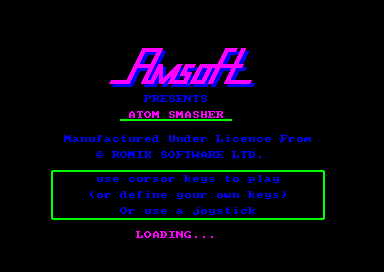 AMSOFT
PRESENTS
ATOM SMASHER
Manufactured Under Licence From
© ROMIK SOFTWARE LTD.
use cursor keys to play
(or define your own keys)
Or use a joystick
LOADING...